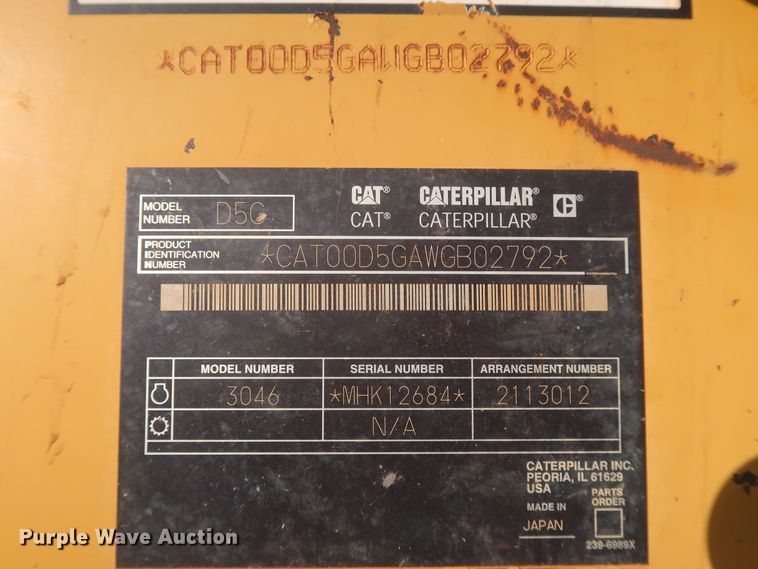 *CAT00D5GAWGB02792*
MODEL NUMBER D5G
CAT® CATERPILLAR®
CAT® CATERPILLAR®
PRODUCT IDENTIFICATION NUMBER *CAT00D5GAWGB02792*
MODEL NUMBER SERIAL NUMBER ARRANGEMENT NUMBER
3046 *MHK12684* 2113012
N/A
CATERPILLAR INC.
PEORIA, IL 61629
USA
MADE IN JAPAN
PARTS ORDER
239-6989X
Purple Wave Auction